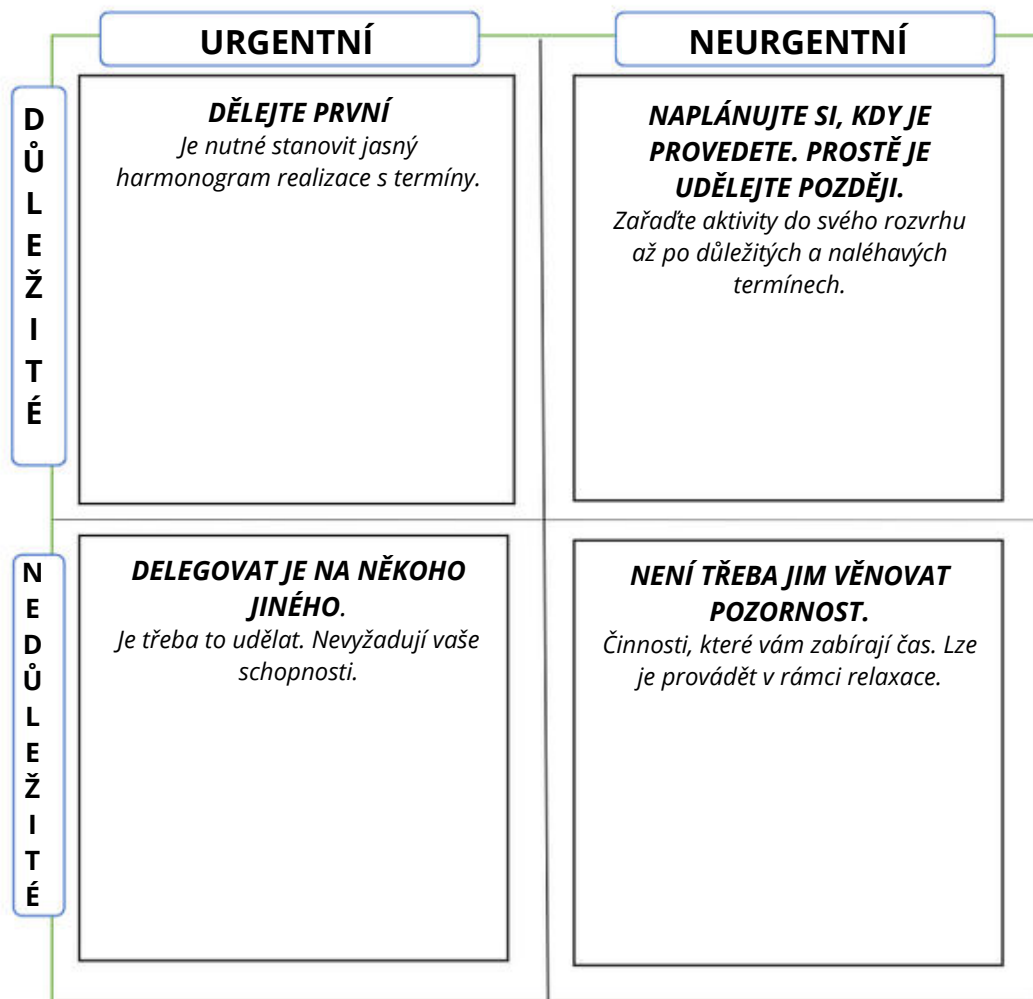 URGENTNÍ
NEURGENTNÍ
DŮLEŽITÉ
DĚLEJTE PRVNÍ
Je nutné stanovit jasný
harmonogram realizace s termíny.
NAPLÁNUJTE SI, KDY JE
PROVEDETE. PROSTĚ JE
UDĚLEJTE POZDĚJI.
Zařaďte aktivity do svého rozvrhu
až po důležitých a naléhavých
termínech.
NEDŮLEŽITÉ
DELEGOVAT JE NA NĚKOHO
JINÉHO.
Je třeba to udělat. Nevyžadují vaše
schopnosti.
NENÍ TŘEBA JIM VĚNOVAT
POZORNOST.
Činnosti, které vám zabírají čas. Lze
je provádět v rámci relaxace.